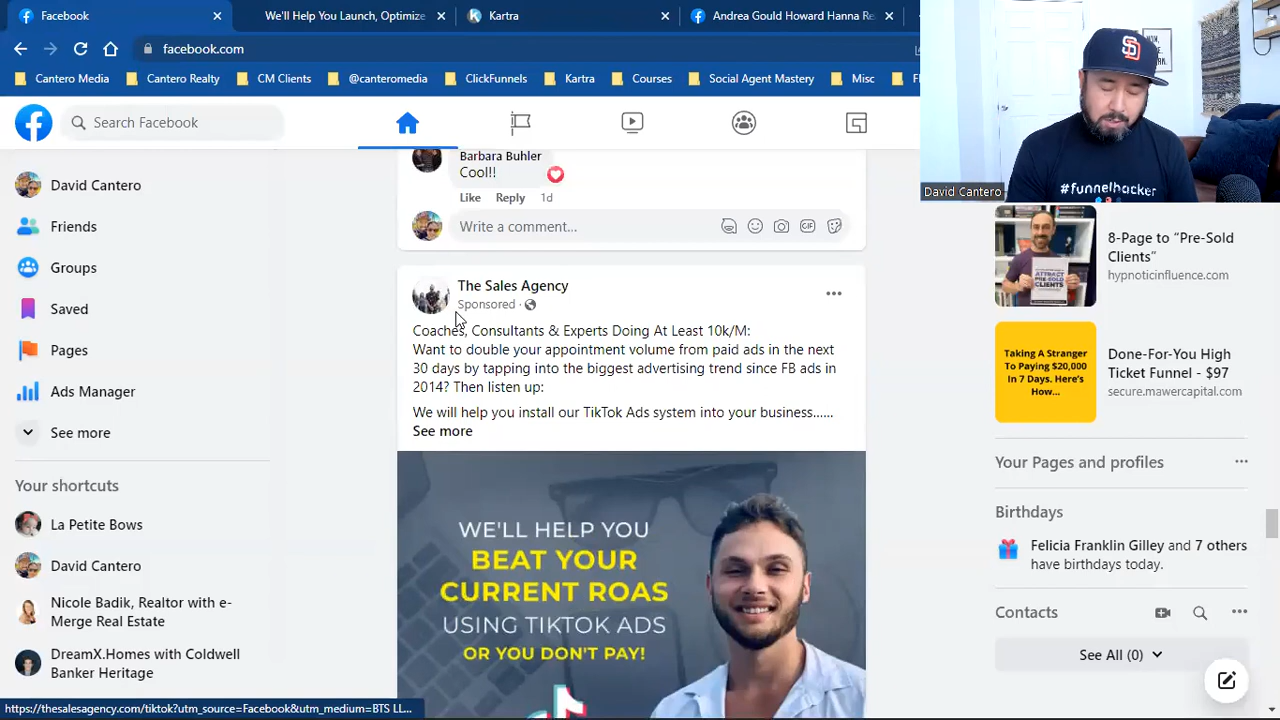 Facebook
We'll Help You Launch, Optimize
Kartra
Andrea Gould Howard Hanna Re
facebook.com
Cantero Media
Cantero Realty
CM Clients
@canteromedia
ClickFunnels
Kartra
Courses
Social Agent Mastery
Misc
David Cantero
#funnelhacker
Search Facebook
David Cantero
Friends
Groups
Saved
Pages
Ads Manager
See more
Your shortcuts
La Petite Bows
David Cantero
Nicole Badik, Realtor with e-
Merge Real Estate
DreamX.Homes with Coldwell
Banker Heritage
Barbara Buhler
Cool!!
Like Reply 1d
Write a comment...
GIF
The Sales Agency
Sponsored ·
Coaches, Consultants & Experts Doing At Least 10k/M:
Want to double your appointment volume from paid ads in the next
30 days by tapping into the biggest advertising trend since FB ads in
2014? Then listen up:
We will help you install our TikTok Ads system into your business......
See more
WE'LL HELP YOU
BEAT YOUR
CURRENT ROAS
USING TIKTOK ADS
OR YOU DON'T PAY!
ATTRACT
PRE-SOLD
CLIENTS
8-Page to “Pre-Sold
Clients”
hypnoticinfluence.com
Taking A Stranger
To Paying $20,000
In 7 Days. Here's
How...
Done-For-You High
Ticket Funnel - $97
secure.mawercapital.com
Your Pages and profiles
Birthdays
Felicia Franklin Gilley and 7 others
have birthdays today.
Contacts
See All (0)
https://thesalesagency.com/tiktok?utm_source=Facebook&utm_medium=BTS LL...